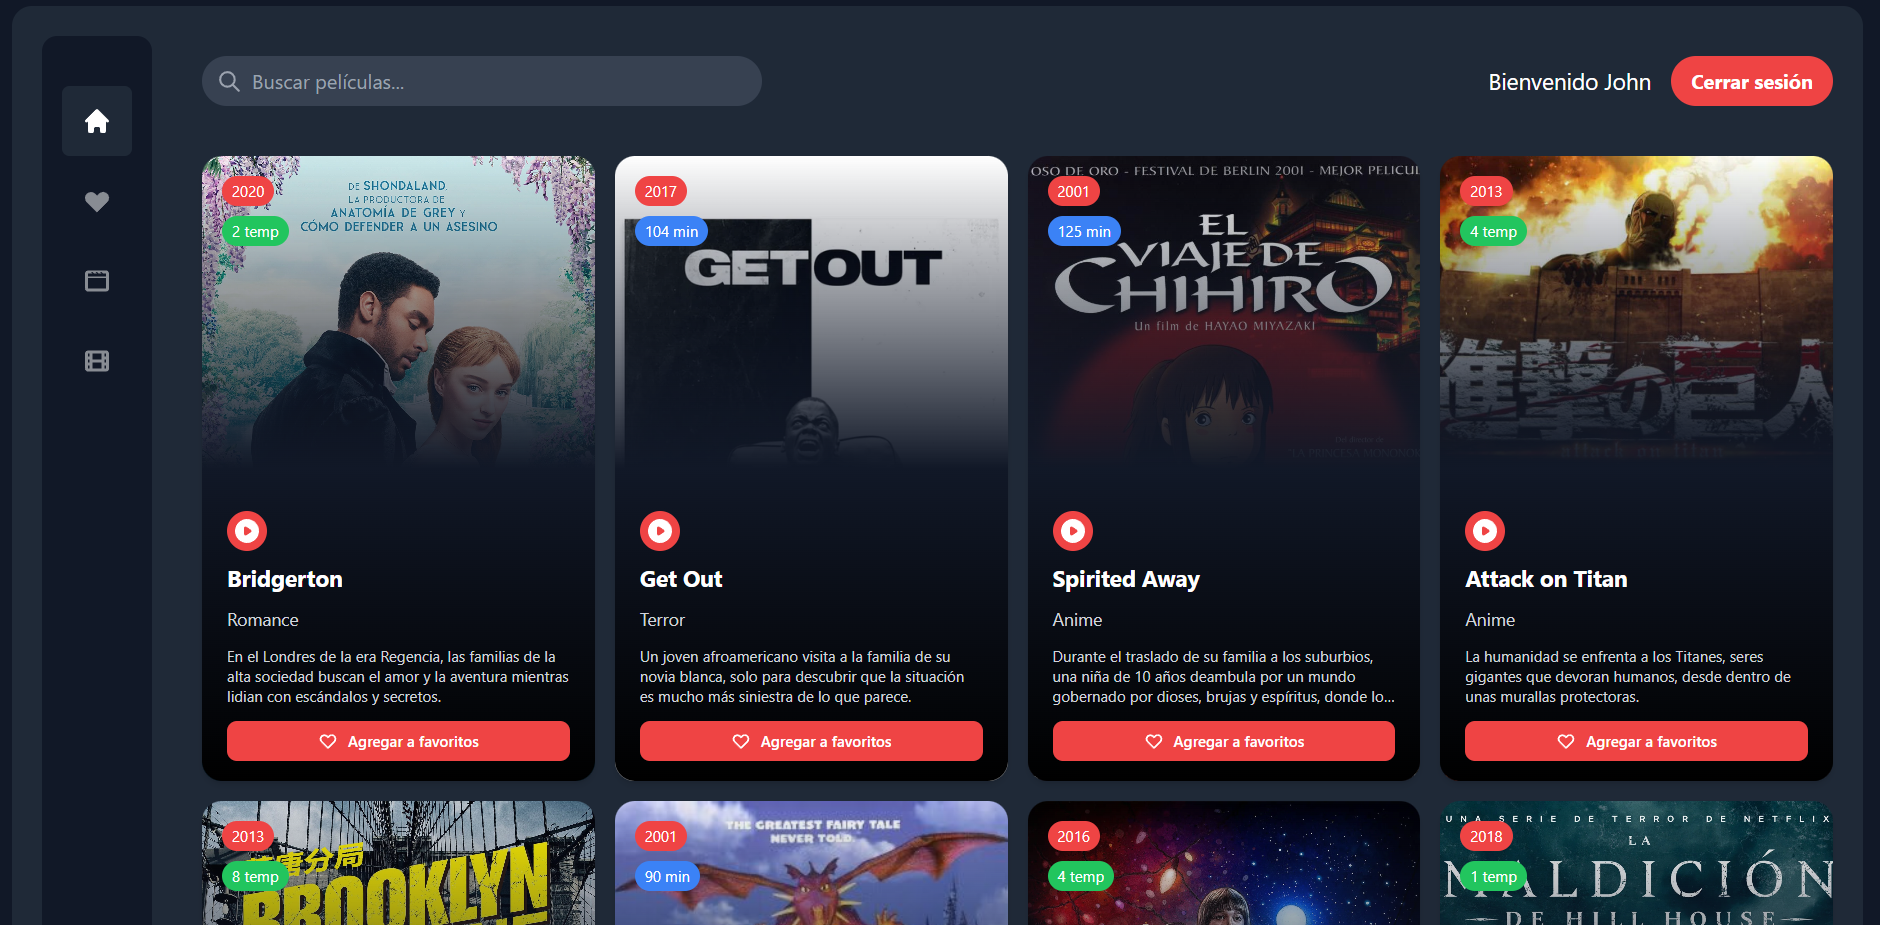 Buscar películas...
Bienvenido John
Cerrar sesión
2020
2 temp
DE SHONDALAND,
LA PRODUCTORA DE
ANATOMÍA DE GREY Y
CÓMO DEFENDER A UN ASESINO
Bridgerton
Romance
En el Londres de la era Regencia, las familias de la
alta sociedad buscan el amor y la aventura mientras
lidian con escándalos y secretos.
Agregar a favoritos
2017
104 min
GET OUT
Get Out
Terror
Un joven afroamericano visita a la familia de su
novia blanca, solo para descubrir que la situación
es mucho más siniestra de lo que parece.
Agregar a favoritos
OSO DE ORO - FESTIVAL DE BERLIN 2001 - MEJOR PELICUL
2001
125 min
EL
VIAJE DE
CHIHIRO
Un film de HAYAO MIYAZAKI
LA PRINCESA MONONOK
Spirited Away
Anime
Durante el traslado de su familia a los suburbios,
una niña de 10 años deambula por un mundo
gobernado por dioses, brujas y espíritus, donde lo...
Agregar a favoritos
2013
4 temp
進撃の巨人
attack on titan
Attack on Titan
Anime
La humanidad se enfrenta a los Titanes, seres
gigantes que devoran humanos, desde dentro de
unas murallas protectoras.
Agregar a favoritos
2013
8 temp
BROOKLYN
2001
90 min
THE GREATEST FAIRY TALE
NEVER TOLD.
2016
4 temp
UNA SERIE DE TERROR DE NETFLIX
2018
1 temp
LA
MALDICIÓN
DE HILL HOUSE